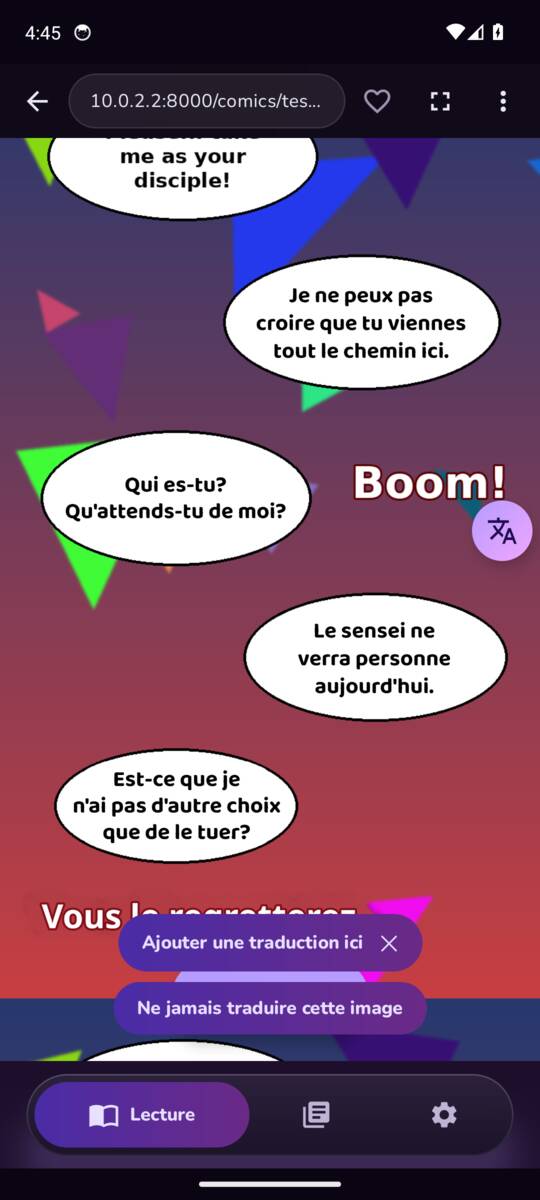 4:45
10.0.2.2:8000/comics/tes...
me as your
disciple!
Je ne peux pas
croire que tu viennes
tout le chemin ici.
Qui es-tu?
Qu'attends-tu de moi?
Boom!
Le sensei ne
verra personne
aujourd'hui.
Est-ce que je
n'ai pas d'autre choix
que de le tuer?
Vous
Ajouter une traduction ici
Ne jamais traduire cette image
Lecture